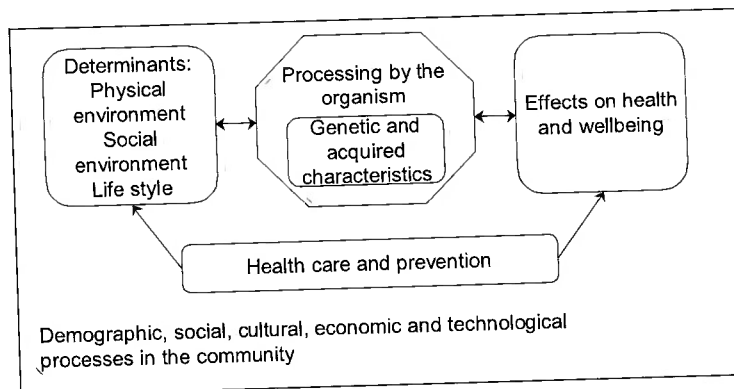 Determinants:
Physical
environment
Social
environment
Life style
Processing by the
organism
Genetic and
acquired
characteristics
Effects on health
and wellbeing
Health care and prevention
Demographic, social, cultural, economic and technological
processes in the community